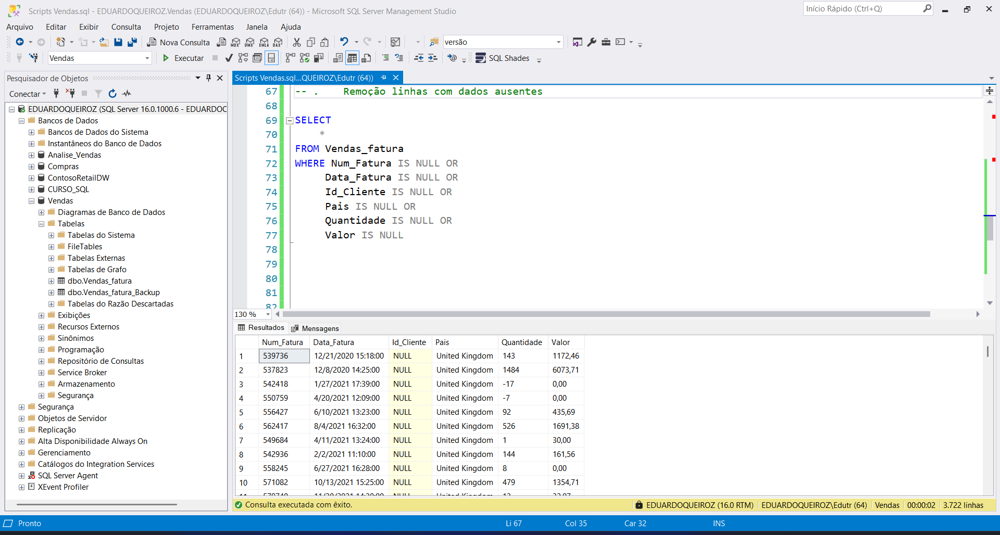 Scripts Vendas.sql - EDUARDOQUEIROZ.Vendas (EDUARDOQUEIROZ\Edutr (64)) - Microsoft SQL Server Management Studio
Início Rápido (Ctrl+Q)
Arquivo Editar Exibir Consulta Projeto Ferramentas Janela Ajuda
Nova Consulta MDX DMX XMLA DAX versão
Vendas Executar SQL Shades
Pesquisador de Objetos
Conectar
EDUARDOQUEIROZ (SQL Server 16.0.1000.6 - EDUARDOC
Bancos de Dados
Bancos de Dados do Sistema
Instantâneos do Banco de Dados
Analise_Vendas
Compras
ContosoRetailDW
CURSO_SQL
Vendas
Diagramas de Banco de Dados
Tabelas
Tabelas do Sistema
FileTables
Tabelas Externas
Tabelas de Grafo
dbo.Vendas_fatura
dbo.Vendas_fatura_Backup
Tabelas do Razão Descartadas
Exibições
Recursos Externos
Sinônimos
Programação
Repositório de Consultas
Service Broker
Armazenamento
Segurança
Segurança
Objetos de Servidor
Replicação
Alta Disponibilidade Always On
Gerenciamento
Catálogos do Integration Services
SQL Server Agent
XEvent Profiler
Scripts Vendas.sql...QUEIROZ\Edutr (64))
67 -- . Remoção linhas com dados ausentes
68
69 SELECT
70 *
71 FROM Vendas_fatura
72 WHERE Num_Fatura IS NULL OR
73 Data_Fatura IS NULL OR
74 Id_Cliente IS NULL OR
75 Pais IS NULL OR
76 Quantidade IS NULL OR
77 Valor IS NULL
78
79
80
81
82
130 %
Resultados Mensagens
Num_Fatura Data_Fatura Id_Cliente Pais Quantidade Valor
1 539736 12/21/2020 15:18:00 NULL United Kingdom 143 1172,46
2 537823 12/8/2020 14:25:00 NULL United Kingdom 1484 6073,71
3 542418 1/27/2021 17:39:00 NULL United Kingdom -17 0,00
4 550759 4/20/2021 12:09:00 NULL United Kingdom -7 0,00
5 556427 6/10/2021 13:23:00 NULL United Kingdom 92 435,69
6 562417 8/4/2021 16:32:00 NULL United Kingdom 526 1691,38
7 549684 4/11/2021 13:24:00 NULL United Kingdom 1 30,00
8 542936 2/2/2021 11:10:00 NULL United Kingdom 144 161,56
9 558245 6/27/2021 16:28:00 NULL United Kingdom 8 0,00
10 571082 10/13/2021 15:25:00 NULL United Kingdom 479 1354,71
Consulta executada com êxito.
EDUARDOQUEIROZ (16.0 RTM) EDUARDOQUEIROZ\Edutr (64) Vendas 00:00:02 3.722 linhas
Pronto Li 67 Col 35 Car 32 INS